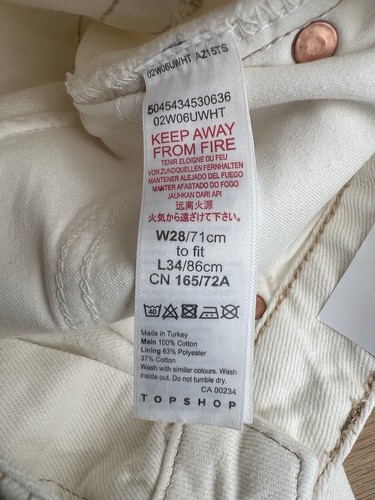 02W06UWHT AZ15TS
5045434530636
02W06UWHT
KEEP AWAY
FROM FIRE
TENIR ELOIGNE DU FEU
VON ZUNDQUELLEN FERNHALTEN
MANTENER ALEJADO DEL FUEGO
MANTER AFASTADO DO FOGO
JAUHKAN DARI API
远离火源
火気から遠ざけて下さい。
W28/71cm
to fit
L34/86cm
CN 165/72A
40
Made in Turkey
Main 100% Cotton
Lining 63% Polyester
37% Cotton
Wash with similar colours. Wash
inside out. Do not tumble dry.
CA 00234
TOPSHOP